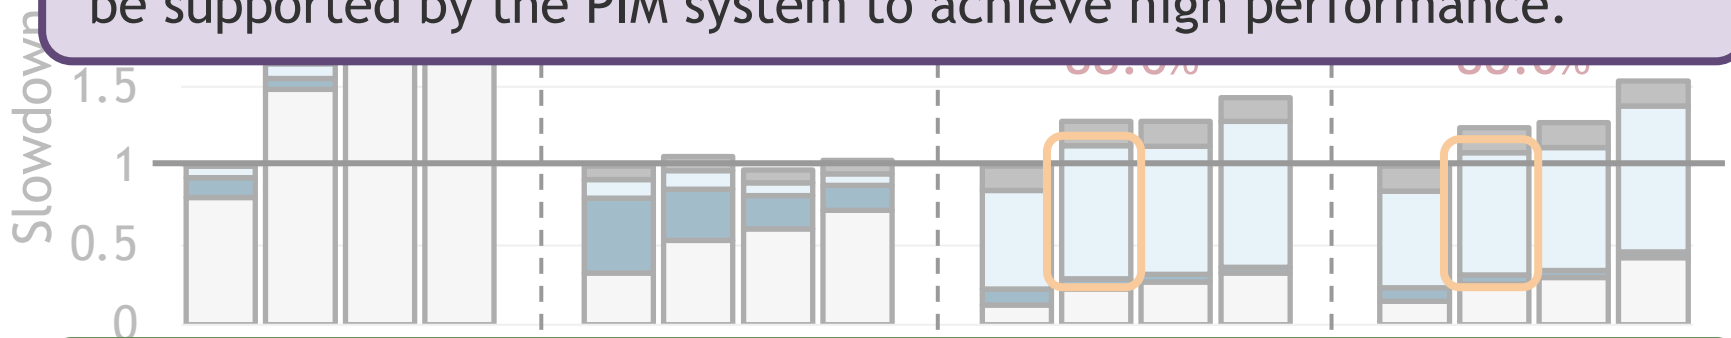 be supported by the PIM system to achieve high performance.
Slowdown
1.5
1
0.5
0